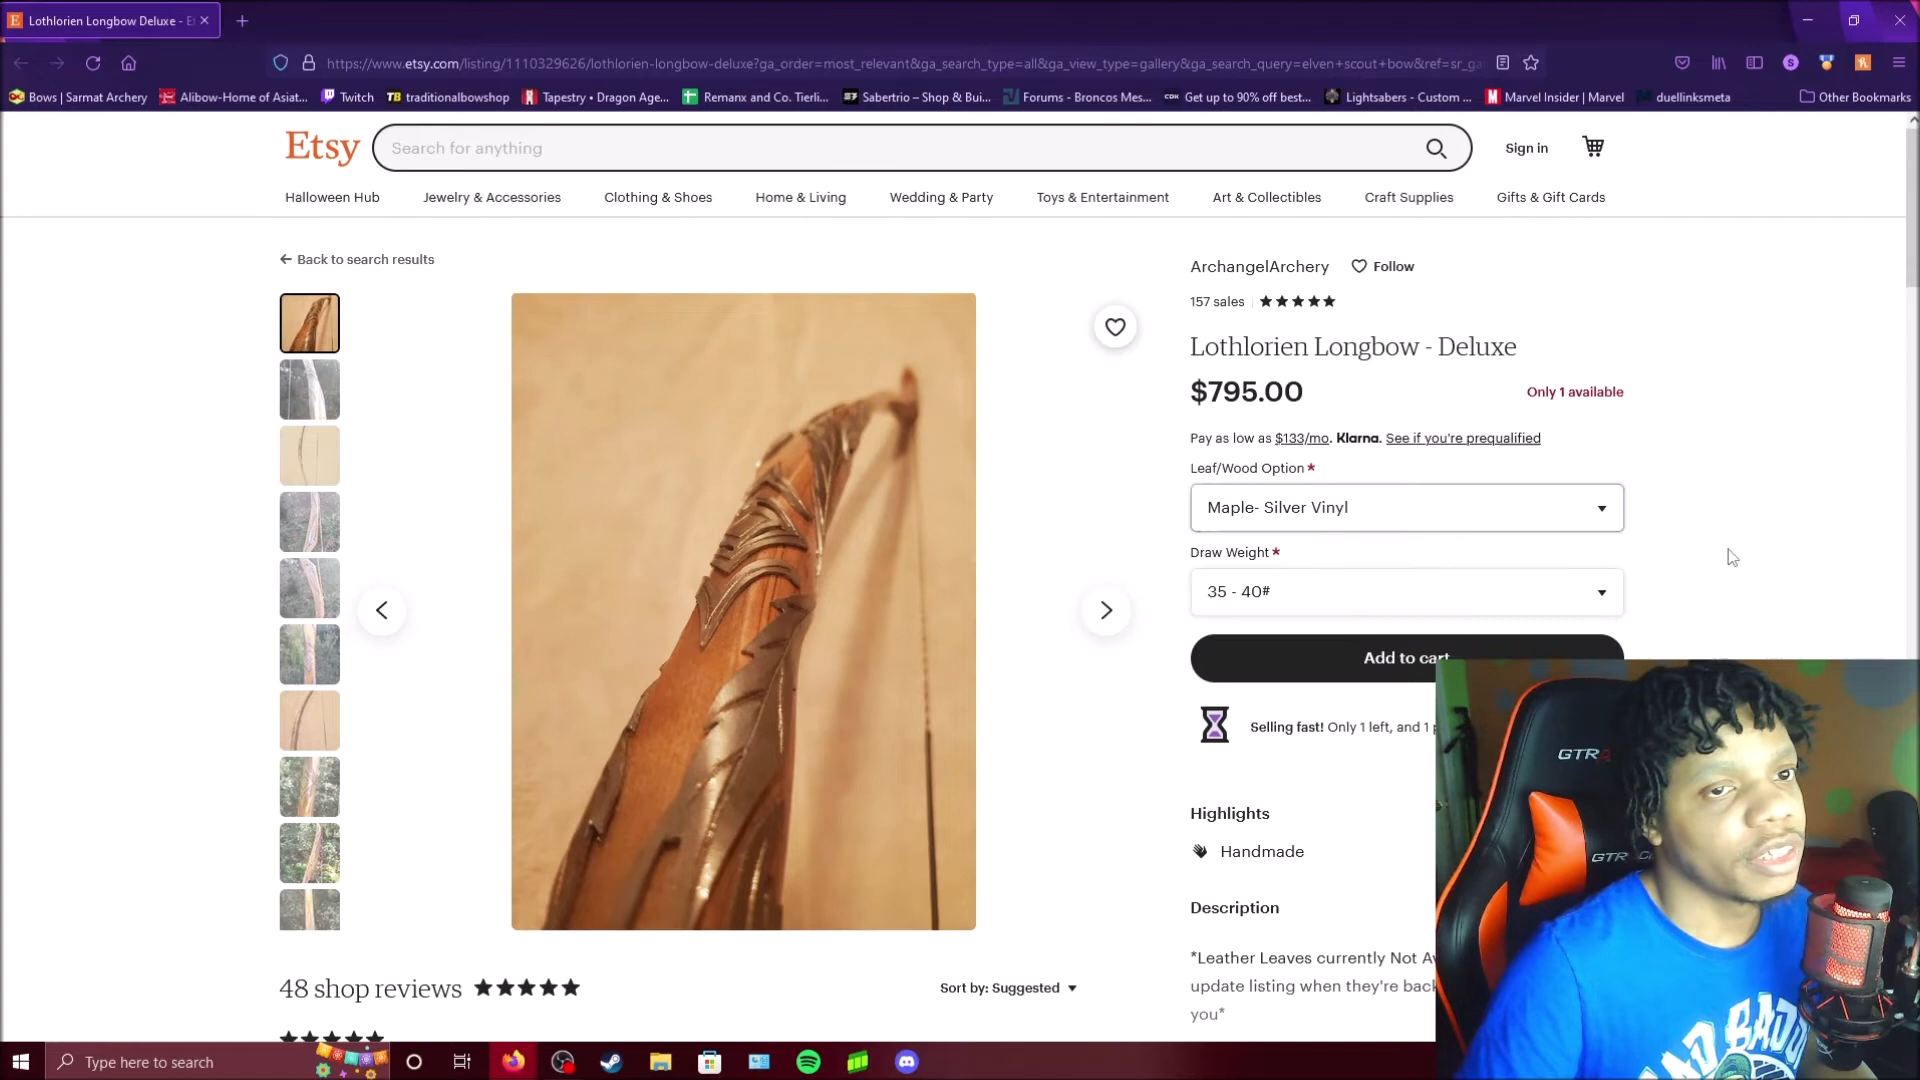 Lothlorien Longbow Deluxe - Et
https://www.etsy.com/listing/1110329626/lothlorien-longbow-deluxe?ga_order=most_relevant&ga_search_type=all&ga_view_type=gallery&ga_search_query=elven+scout+bow&ref=sr_ga
Bows | Sarmat Archery
Alibow-Home of Asiat...
Twitch
TB traditionalbowshop
Tapestry • Dragon Age...
Remanx and Co. Tierli...
Sabertrio – Shop & Bui...
Forums - Broncos Mes...
CDK Get up to 90% off best...
Lightsabers - Custom ...
Marvel Insider | Marvel
duellinksmeta
Other Bookmarks
Etsy
Search for anything
Sign in
Halloween Hub
Jewelry & Accessories
Clothing & Shoes
Home & Living
Wedding & Party
Toys & Entertainment
Art & Collectibles
Craft Supplies
Gifts & Gift Cards
Back to search results
ArchangelArchery
Follow
157 sales
Lothlorien Longbow - Deluxe
$795.00
Only 1 available
Pay as low as $133/mo. Klarna. See if you're prequalified
Leaf/Wood Option *
Maple- Silver Vinyl
Draw Weight *
35 - 40#
Add to cart
Selling fast! Only 1 left, and 1 p
Highlights
Handmade
Description
*Leather Leaves currently Not Av
update listing when they're back
you*
48 shop reviews
Sort by: Suggested
GTR
GTR
BAD BADD
Type here to search